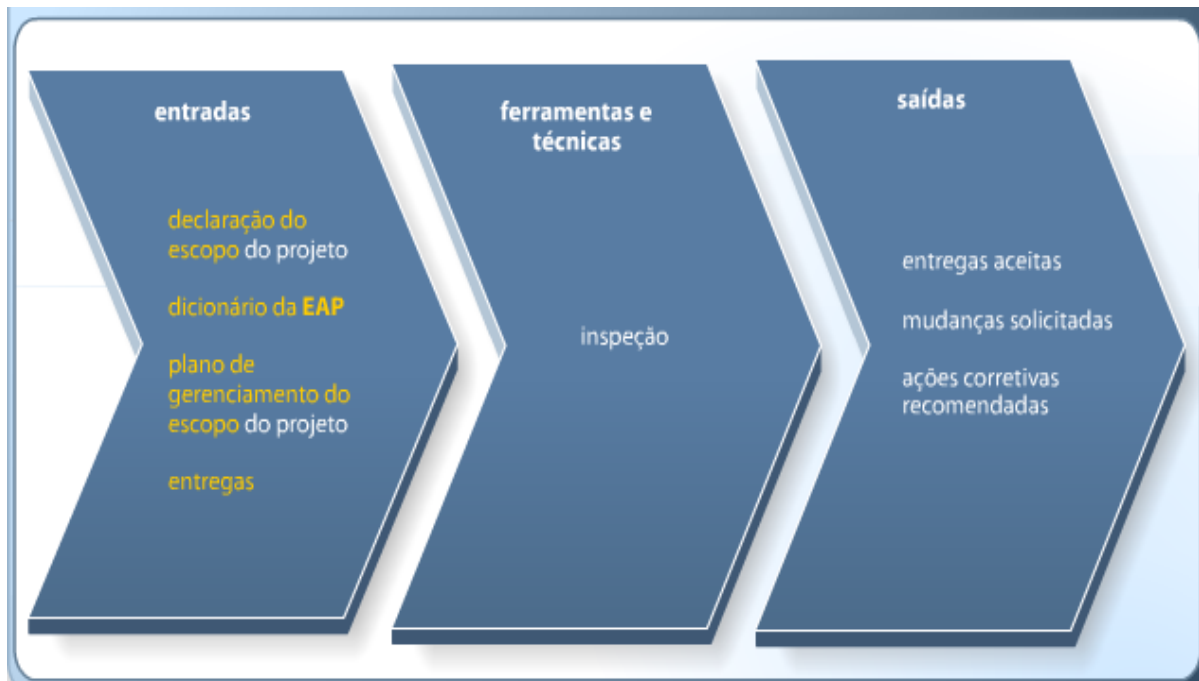 entradas
declaração do
escopo do projeto
dicionário da EAP
plano de
gerenciamento do
escopo do projeto
entregas
ferramentas e
técnicas
inspeção
saídas
entregas aceitas
mudanças solicitadas
ações corretivas
recomendadas